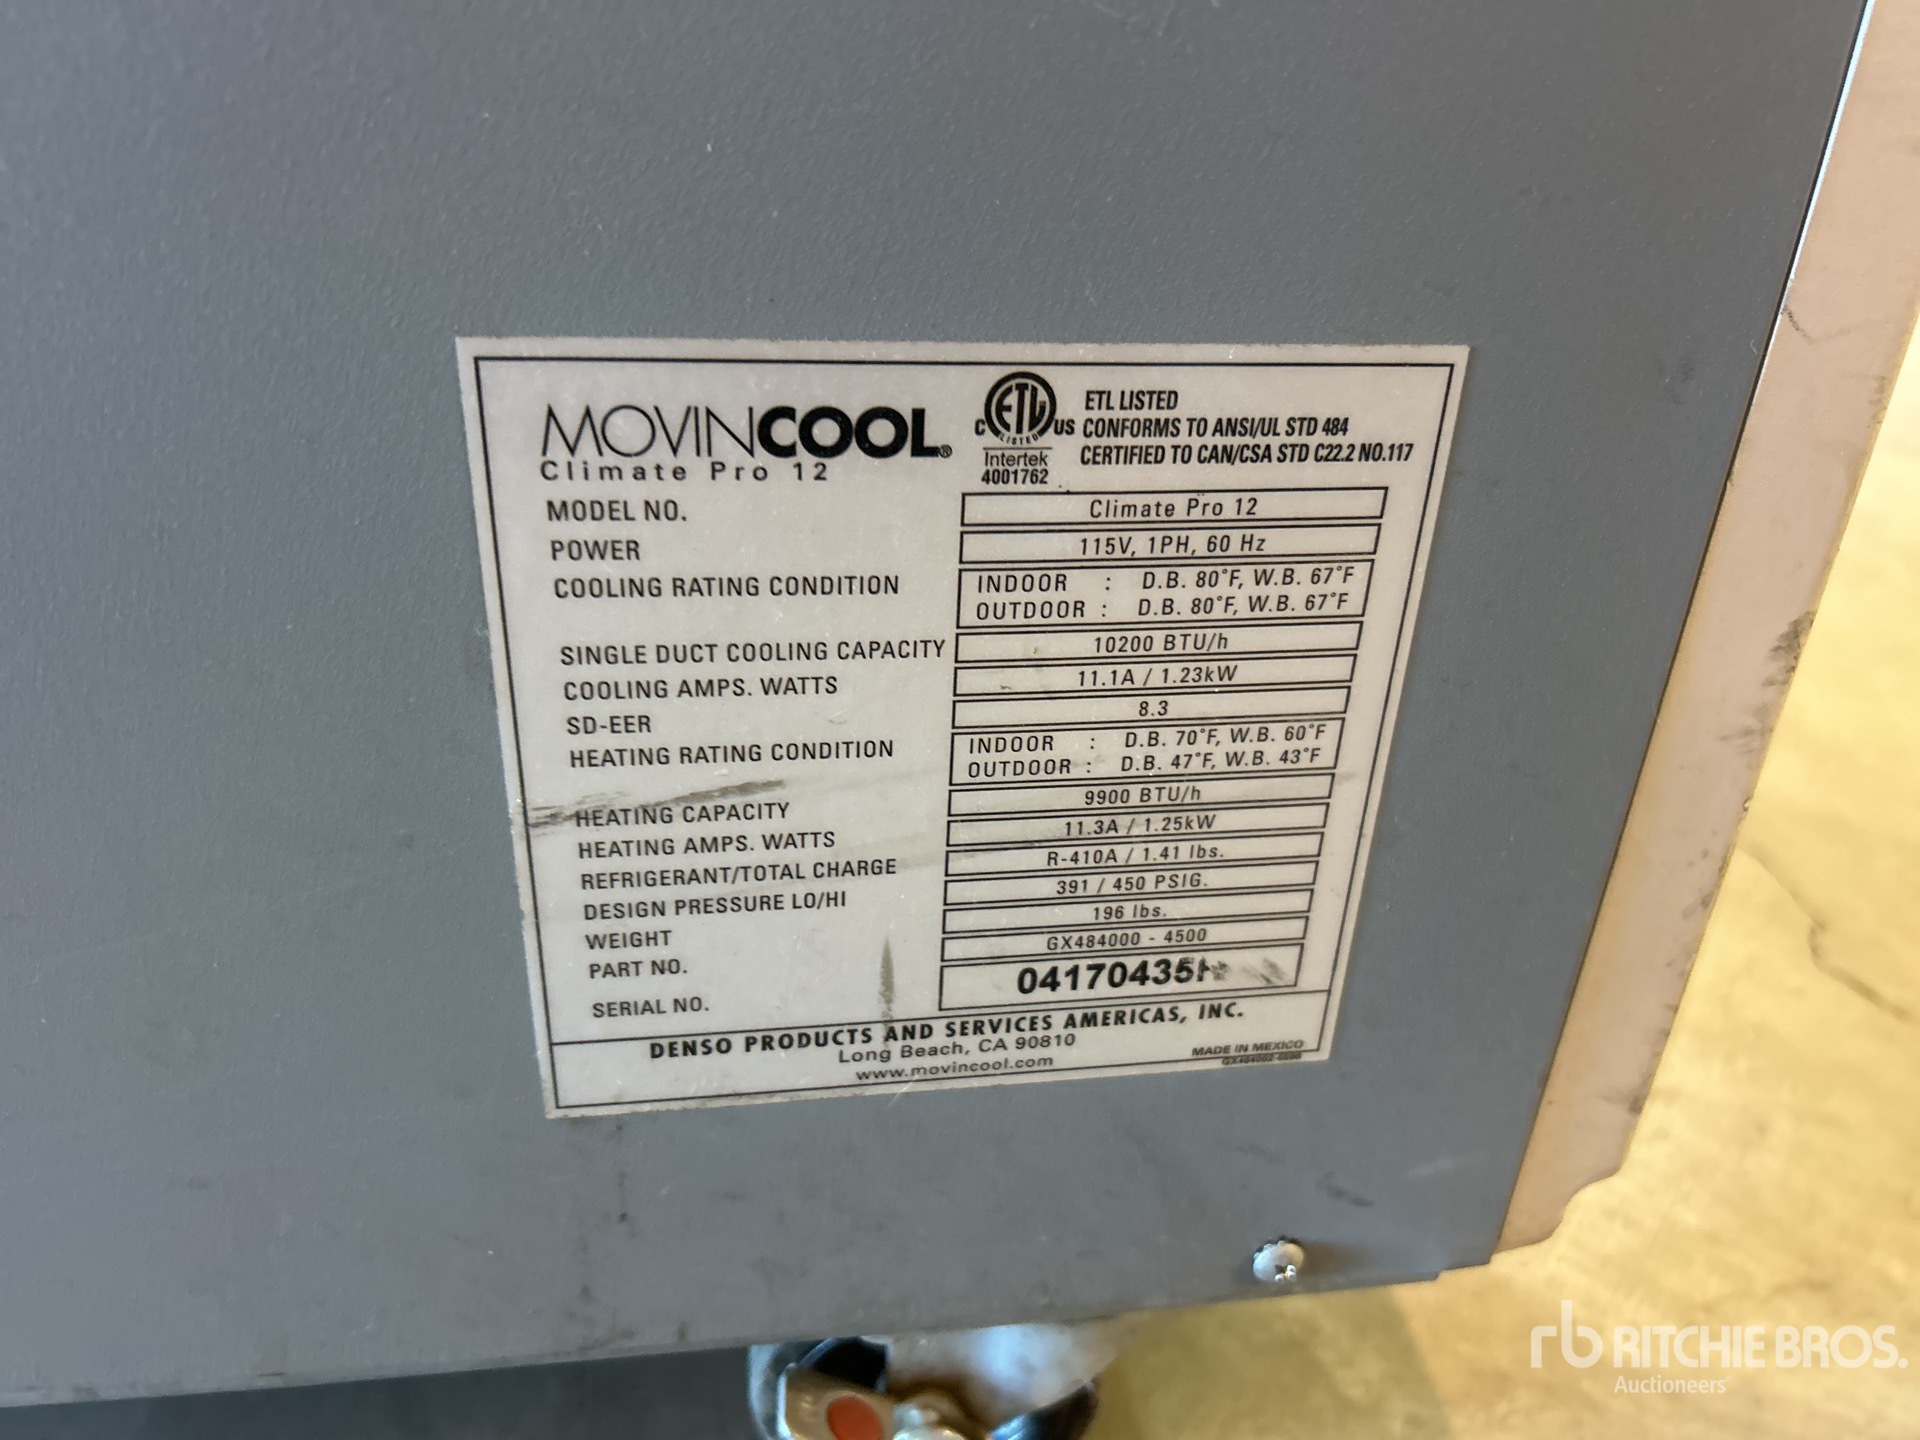 MOVINCOOL®
Climate Pro 12
C ETL US
LISTED
Intertek
4001762
ETL LISTED
CONFORMS TO ANSI/UL STD 484
CERTIFIED TO CAN/CSA STD C22.2 NO.117
MODEL NO. Climate Pro 12
POWER 115V, 1PH, 60 Hz
COOLING RATING CONDITION INDOOR : D.B. 80°F, W.B. 67°F
OUTDOOR : D.B. 80°F, W.B. 67°F
SINGLE DUCT COOLING CAPACITY 10200 BTU/h
COOLING AMPS. WATTS 11.1A / 1.23kW
SD-EER 8.3
HEATING RATING CONDITION INDOOR : D.B. 70°F, W.B. 60°F
OUTDOOR : D.B. 47°F, W.B. 43°F
HEATING CAPACITY 9900 BTU/h
HEATING AMPS. WATTS 11.3A / 1.25kW
REFRIGERANT/TOTAL CHARGE R-410A / 1.41 lbs.
DESIGN PRESSURE LO/HI 391 / 450 PSIG.
WEIGHT 196 lbs.
PART NO. GX484000 - 4500
SERIAL NO.
DENSO PRODUCTS AND SERVICES AMERICAS, INC.
Long Beach, CA 90810
www.movincool.com
MADE IN MEXICO
rb RITCHIE BROS.
Auctioneers